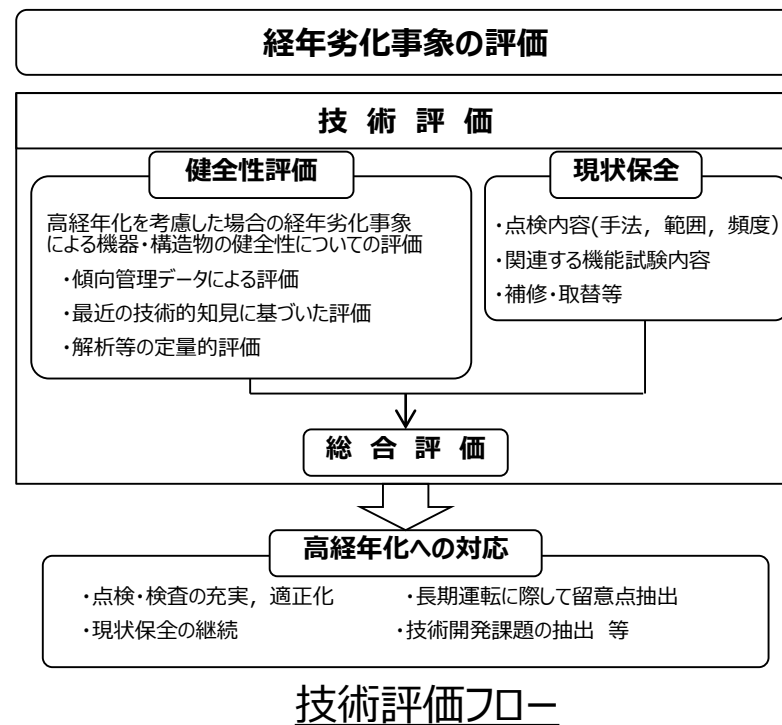 経年劣化事象の評価
技 術 評 価
健全性評価
高経年化を考慮した場合の経年劣化事象
による機器・構造物の健全性についての評価
・傾向管理データによる評価
・最近の技術的知見に基づいた評価
・解析等の定量的評価
現状保全
・点検内容(手法，範囲，頻度)
・関連する機能試験内容
・補修・取替等
総 合 評 価
高経年化への対応
・点検・検査の充実，適正化
・長期運転に際して留意点抽出
・現状保全の継続
・技術開発課題の抽出 等
技術評価フロー